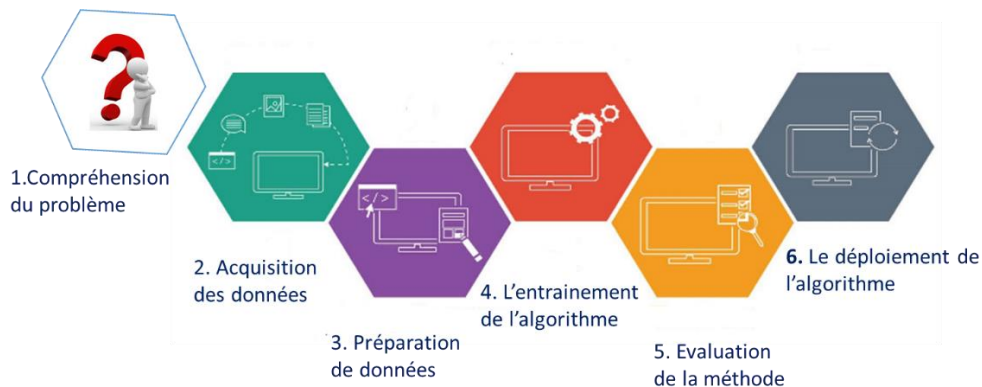 1.Compréhension
du problème
</>
2. Acquisition
des données
</>
3. Préparation
de données
4. L'entrainement
de l'algorithme
5. Evaluation
de la méthode
6. Le déploiement de
l'algorithme